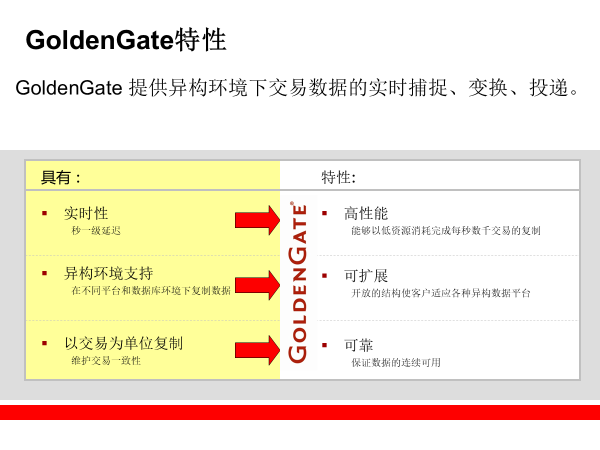 GoldenGate特性
GoldenGate 提供异构环境下交易数据的实时捕捉、变换、投递。
具有：
特性:
实时性
秒一级延迟
高性能
能够以低资源消耗完成每秒数千交易的复制
异构环境支持
在不同平台和数据库环境下复制数据
可扩展
开放的结构使客户适应各种异构数据平台
以交易为单位复制
维护交易一致性
可靠
保证数据的连续可用
GOLDENGATE®